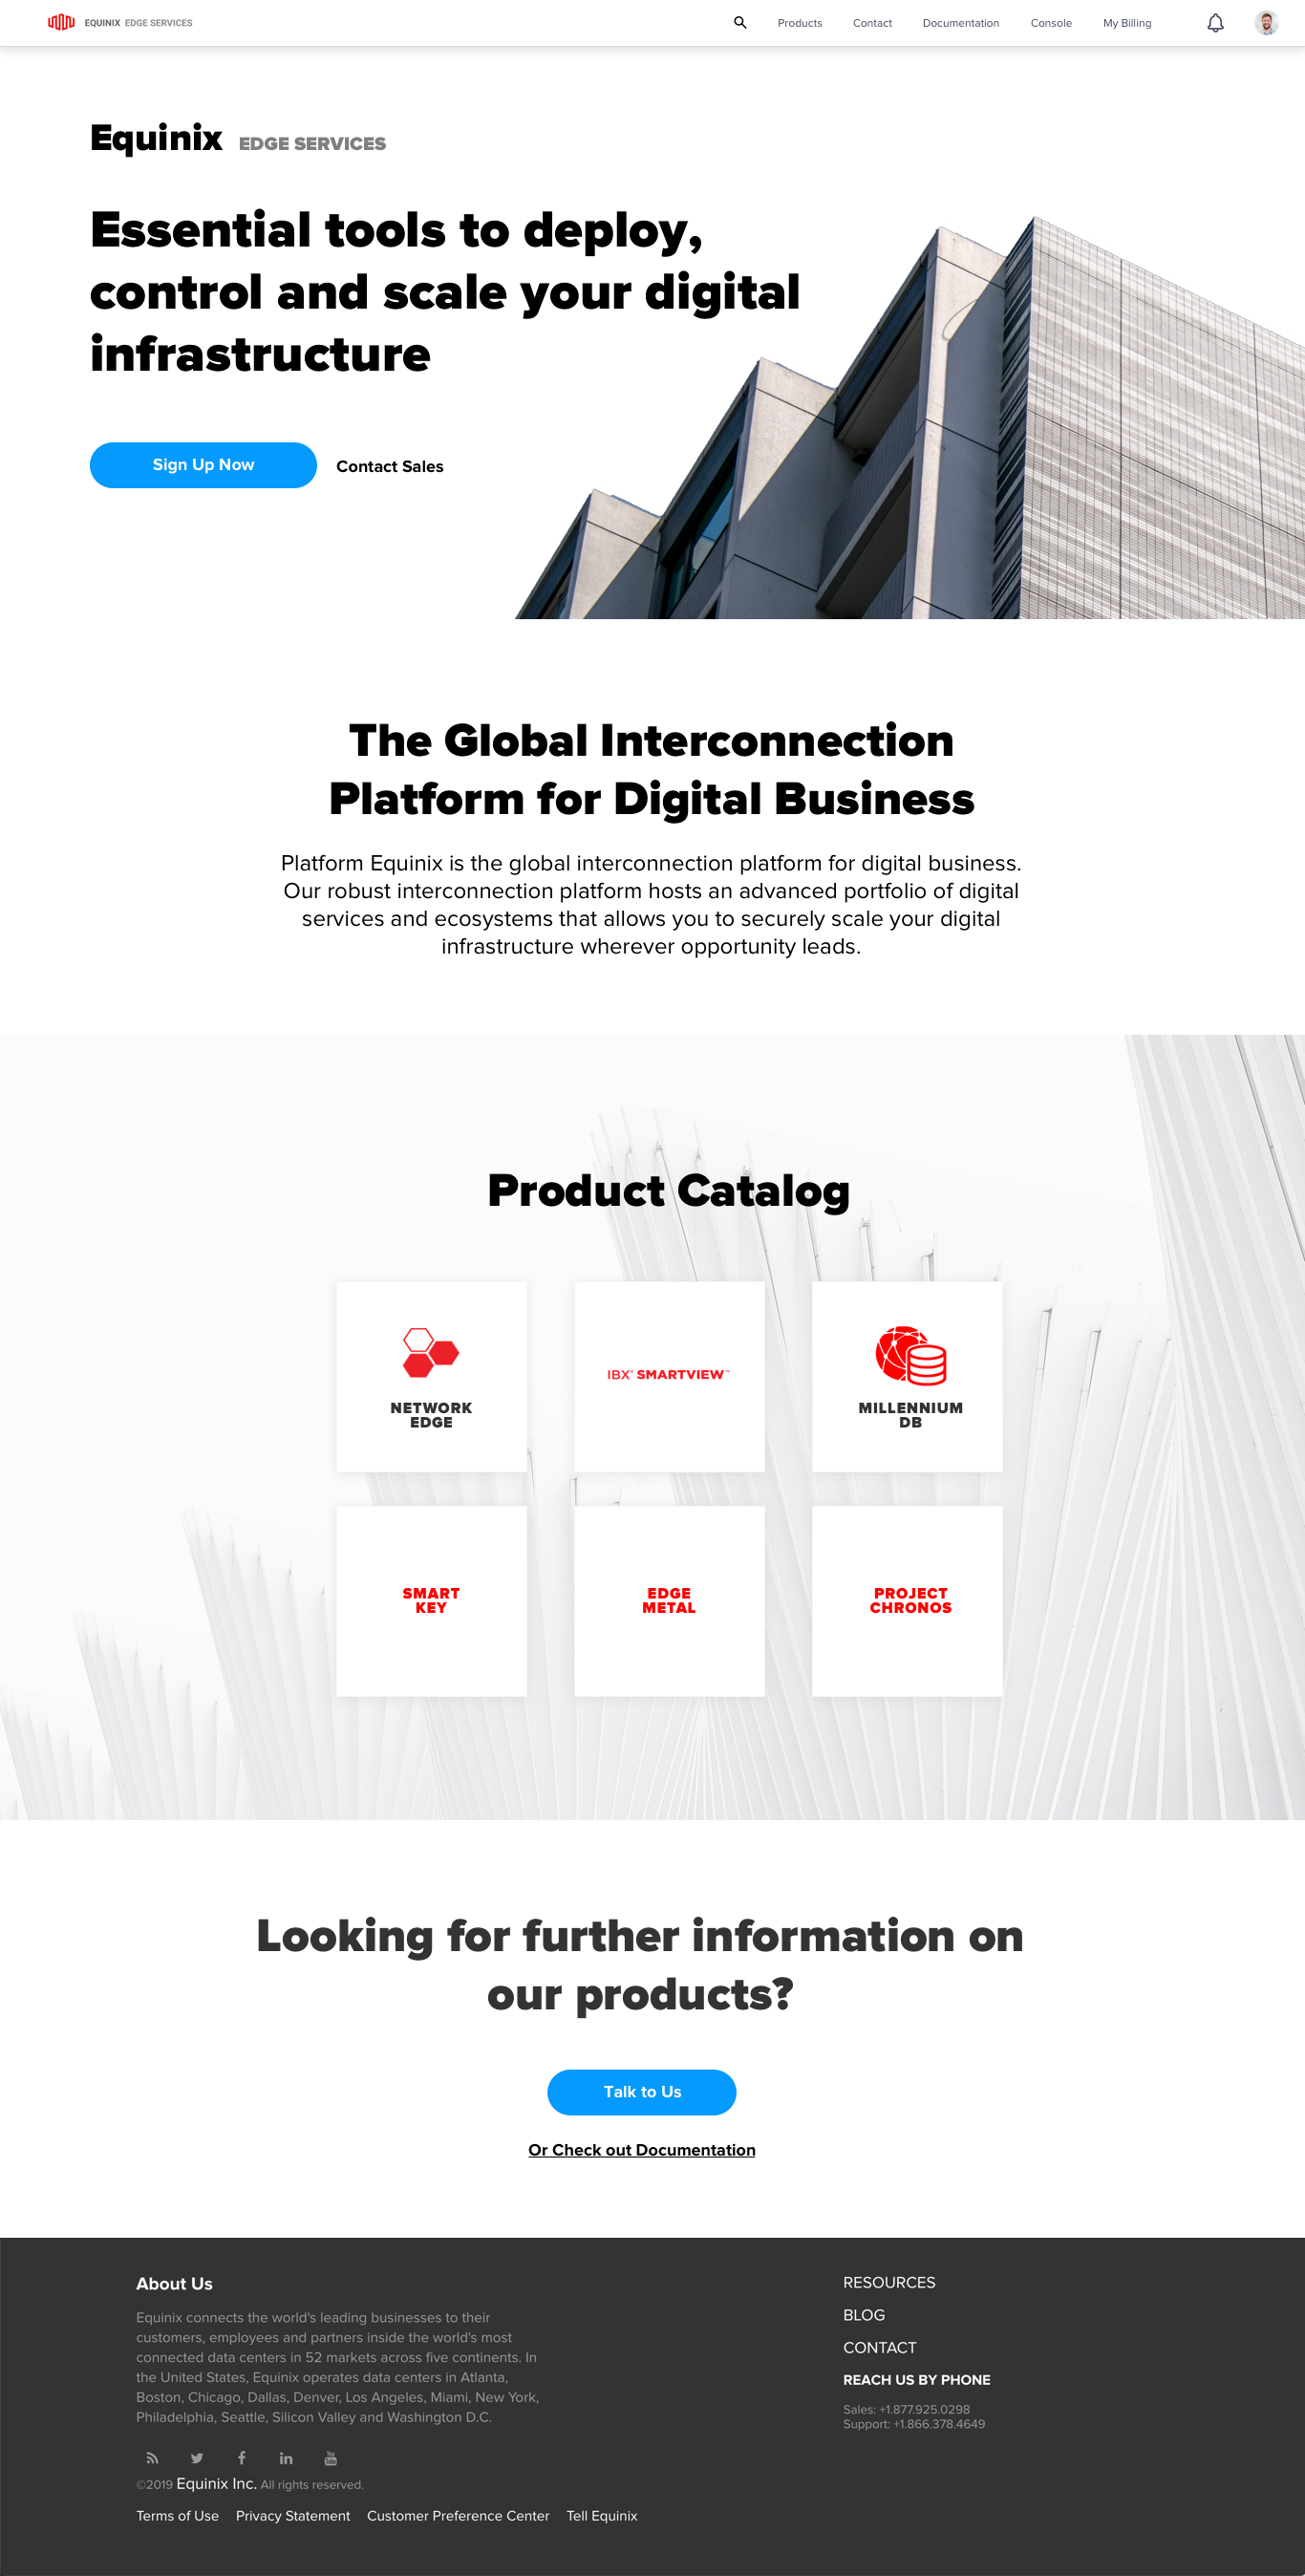 EQUINIX EDGE SERVICES
Products
Contact
Documentation
Console
My Billing
Equinix EDGE SERVICES
Essential tools to deploy,
control and scale your digital
infrastructure
Sign Up Now
Contact Sales
The Global Interconnection
Platform for Digital Business
Platform Equinix is the global interconnection platform for digital business.
Our robust interconnection platform hosts an advanced portfolio of digital
services and ecosystems that allows you to securely scale your digital
infrastructure wherever opportunity leads.
Product Catalog
NETWORK
EDGE
IBX® SMARTVIEW™
MILLENNIUM
DB
SMART
KEY
EDGE
METAL
PROJECT
CHRONOS
Looking for further information on
our products?
Talk to Us
Or Check out Documentation
About Us
Equinix connects the world's leading businesses to their
customers, employees and partners inside the world's most
connected data centers in 52 markets across five continents. In
the United States, Equinix operates data centers in Atlanta,
Boston, Chicago, Dallas, Denver, Los Angeles, Miami, New York,
Philadelphia, Seattle, Silicon Valley and Washington D.C.
You Tube
©2019 Equinix Inc. All rights reserved.
Terms of Use
Privacy Statement
Customer Preference Center
Tell Equinix
RESOURCES
BLOG
CONTACT
REACH US BY PHONE
Sales: +1.877.925.0298
Support: +1.866.378.4649